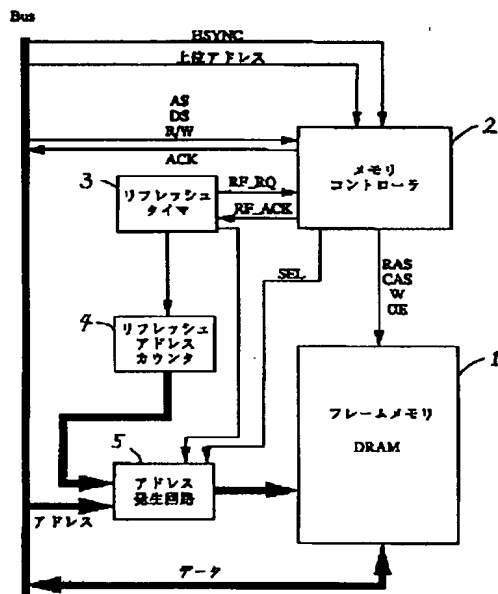 Bus
HSYNC
上位アドレス
AS
DS
R/W
ACK
2
メモリ
コントローラ
3
リフレッシュ
タイマ
RF_RQ
RF_ACK
SEL
RAS
CAS
W
OE
4
リフレッシュ
アドレス
カウンタ
1
フレームメモリ
DRAM
5
アドレス
発生回路
アドレス
データ